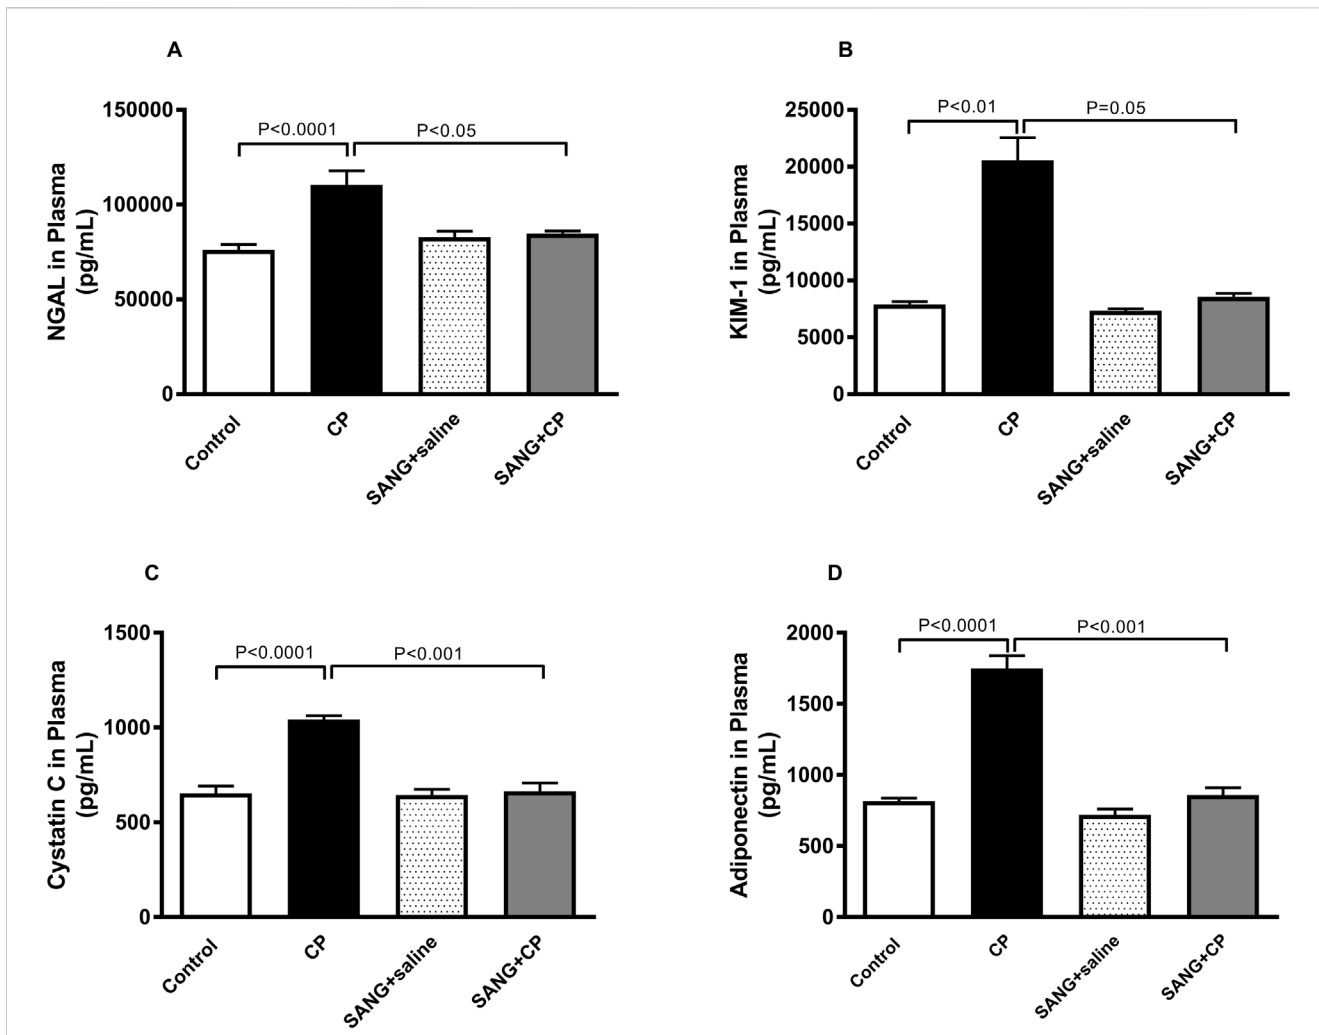 A
NGAL in Plasma
(pg/mL)
150000
100000
50000
0
P<0.0001
P<0.05
Control
CP
SANG+saline
SANG+CP
B
KIM-1 in Plasma
(pg/mL)
25000
20000
15000
10000
5000
0
P<0.01
P=0.05
Control
CP
SANG+saline
SANG+CP
C
Cystatin C in Plasma
(pg/mL)
1500
1000
500
0
P<0.0001
P<0.001
Control
CP
SANG+saline
SANG+CP
D
Adiponectin in Plasma
(pg/mL)
2000
1500
1000
500
0
P<0.0001
P<0.001
Control
CP
SANG+saline
SANG+CP